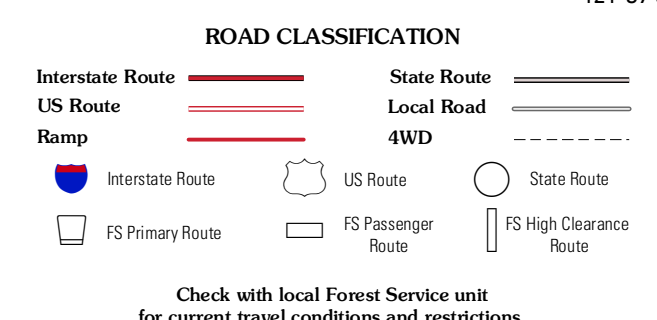 ROAD CLASSIFICATION
Interstate Route
State Route
US Route
Local Road
Ramp
4WD
Interstate Route
US Route
State Route
FS Primary Route
FS Passenger
Route
FS High Clearance
Route
Check with local Forest Service unit
for current travel conditions and restrictions